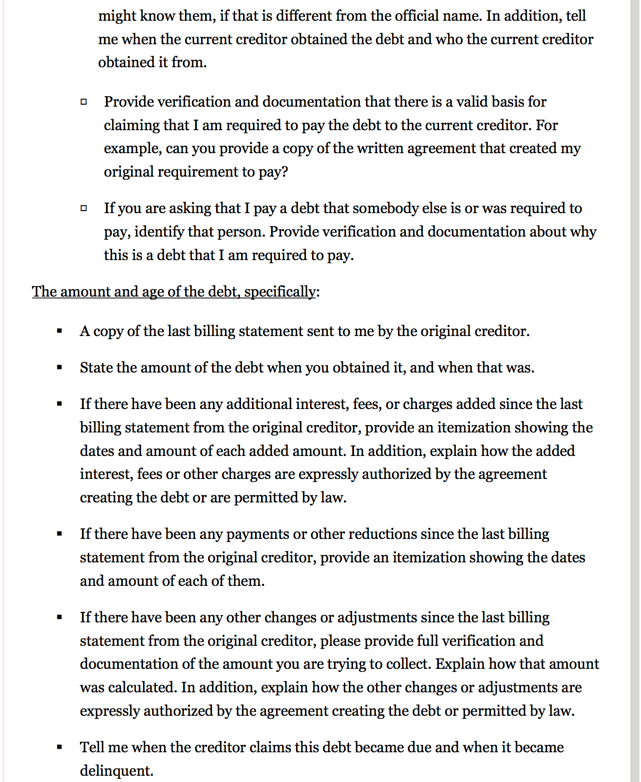 might know them, if that is different from the official name. In addition, tell
me when the current creditor obtained the debt and who the current creditor
obtained it from.
Provide verification and documentation that there is a valid basis for
claiming that I am required to pay the debt to the current creditor. For
example, can you provide a copy of the written agreement that created my
original requirement to pay?
If you are asking that I pay a debt that somebody else is or was required to
pay, identify that person. Provide verification and documentation about why
this is a debt that I am required to pay.
The amount and age of the debt, specifically:
A copy of the last billing statement sent to me by the original creditor.
State the amount of the debt when you obtained it, and when that was.
If there have been any additional interest, fees, or charges added since the last
billing statement from the original creditor, provide an itemization showing the
dates and amount of each added amount. In addition, explain how the added
interest, fees or other charges are expressly authorized by the agreement
creating the debt or are permitted by law.
If there have been any payments or other reductions since the last billing
statement from the original creditor, provide an itemization showing the dates
and amount of each of them.
If there have been any other changes or adjustments since the last billing
statement from the original creditor, please provide full verification and
documentation of the amount you are trying to collect. Explain how that amount
was calculated. In addition, explain how the other changes or adjustments are
expressly authorized by the agreement creating the debt or permitted by law.
Tell me when the creditor claims this debt became due and when it became
delinquent.